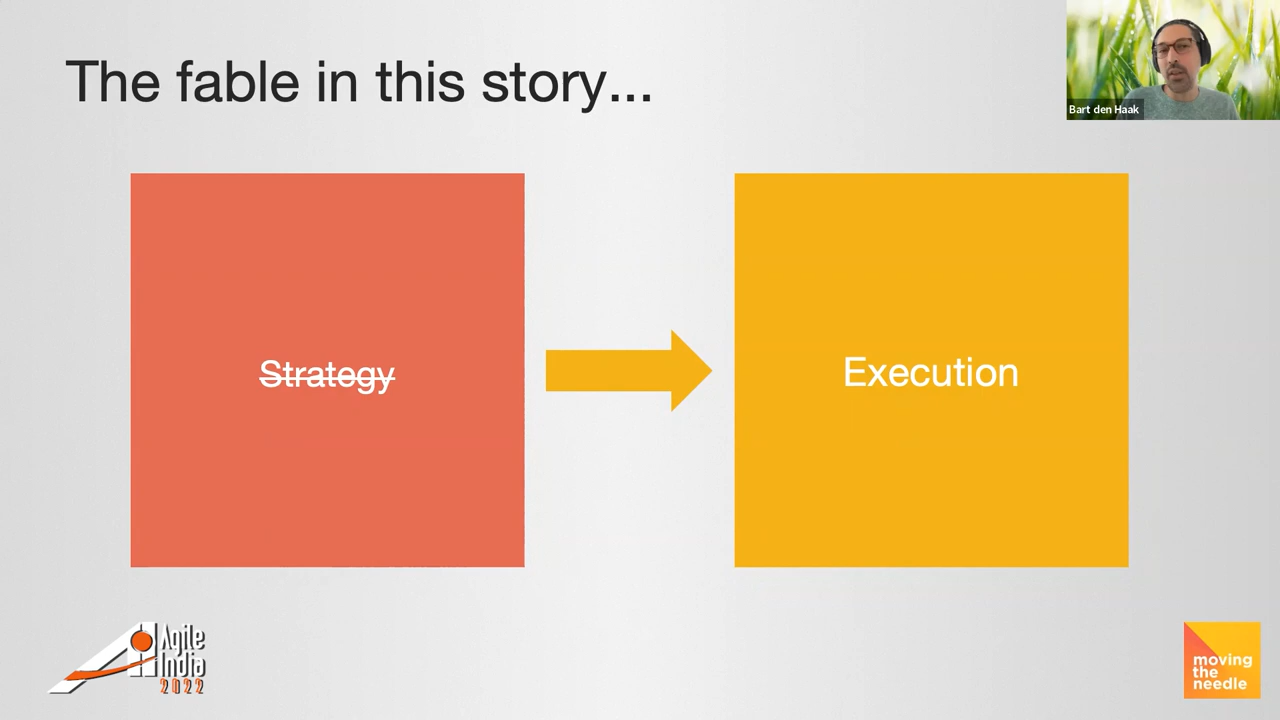 The fable in this story...
Bart den Haak
Strategy
Execution
Agile
India
2022
moving
the
needle